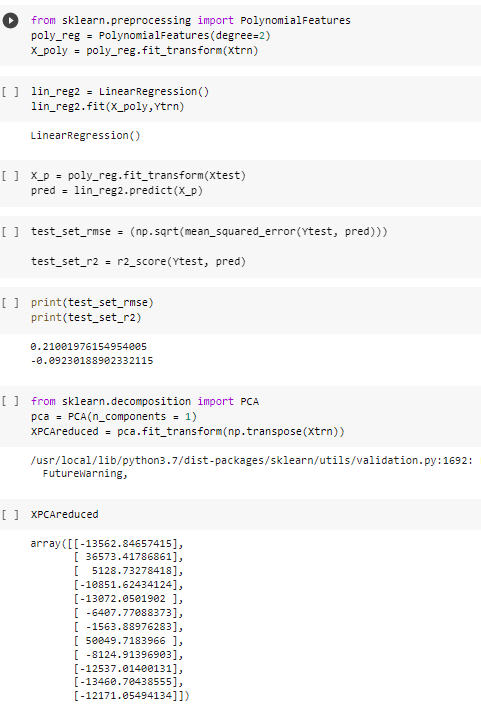 from sklearn.preprocessing import PolynomialFeatures
poly_reg = PolynomialFeatures(degree=2)
X_poly = poly_reg.fit_transform(Xtrn)
[ ] lin_reg2 = LinearRegression()
lin_reg2.fit(X_poly,Ytrn)
LinearRegression()
[ ] X_p = poly_reg.fit_transform(Xtest)
pred = lin_reg2.predict(X_p)
[ ] test_set_rmse = (np.sqrt(mean_squared_error(Ytest, pred)))
test_set_r2 = r2_score(Ytest, pred)
[ ] print(test_set_rmse)
print(test_set_r2)
0.21001976154954005
-0.09230188902332115
[ ] from sklearn.decomposition import PCA
pca = PCA(n_components = 1)
XPCAreduced = pca.fit_transform(np.transpose(Xtrn))
/usr/local/lib/python3.7/dist-packages/sklearn/utils/validation.py:1692:
FutureWarning,
[ ] XPCAreduced
array([[-13562.84657415],
[ 36573.41786861],
[ 5128.73278418],
[-10851.62434124],
[-13072.0501902 ],
[ -6407.77088373],
[ -1563.88976283],
[ 50049.7183966 ],
[ -8124.91396903],
[-12537.01400131],
[-13460.70438555],
[-12171.05494134]])